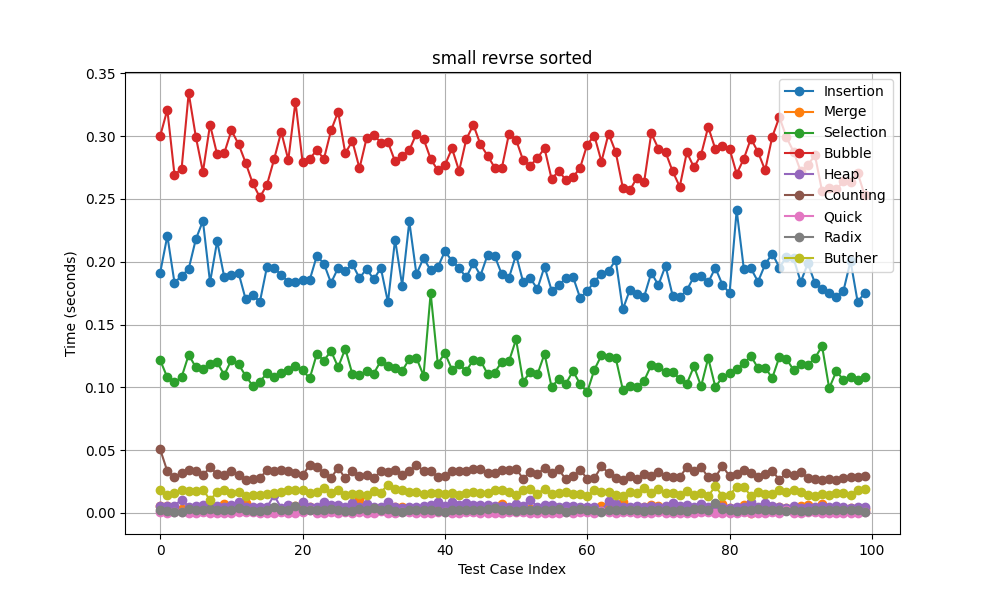 small revrse sorted
Time (seconds)
0.35
0.30
0.25
0.20
0.15
0.10
0.05
0.00
Insertion
Merge
Selection
Bubble
Heap
Counting
Quick
Radix
Butcher
0 20 40 60 80 100
Test Case Index